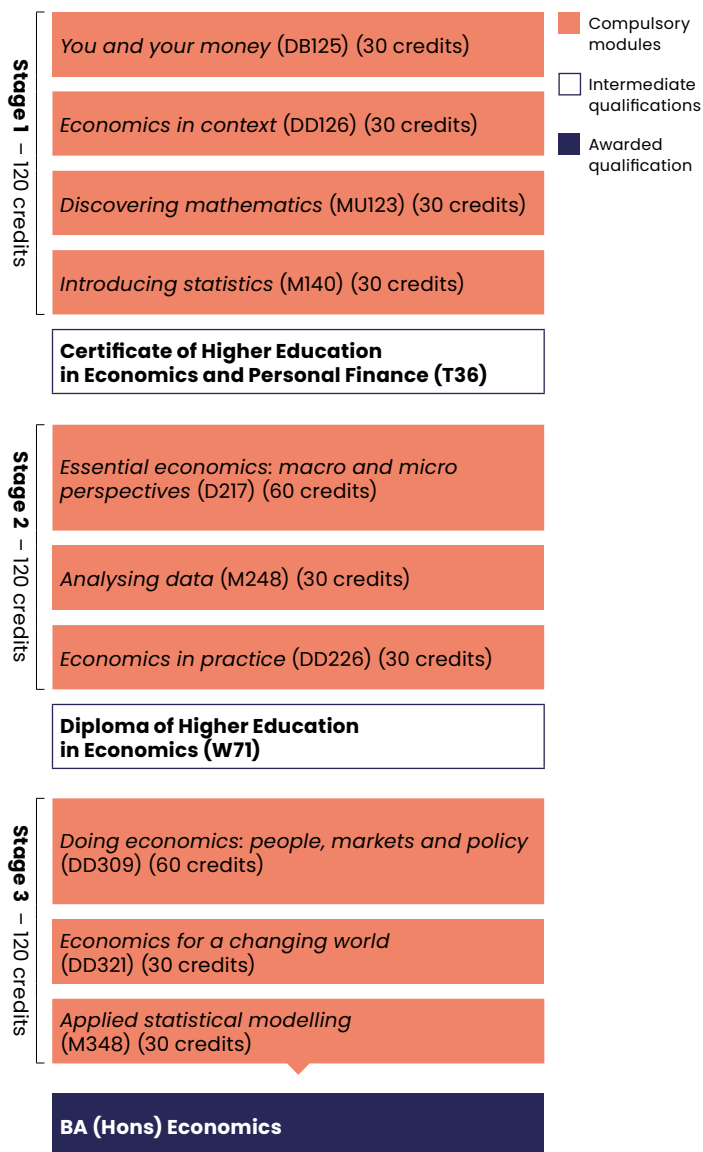 Compulsory
modules
Intermediate
qualifications
Awarded
qualification
Stage 1 – 120 credits
You and your money (DB125) (30 credits)
Economics in context (DD126) (30 credits)
Discovering mathematics (MU123) (30 credits)
Introducing statistics (M140) (30 credits)
Certificate of Higher Education
in Economics and Personal Finance (T36)
Stage 2 – 120 credits
Essential economics: macro and micro
perspectives (D217) (60 credits)
Analysing data (M248) (30 credits)
Economics in practice (DD226) (30 credits)
Diploma of Higher Education
in Economics (W71)
Stage 3 – 120 credits
Doing economics: people, markets and policy
(DD309) (60 credits)
Economics for a changing world
(DD321) (30 credits)
Applied statistical modelling
(M348) (30 credits)
BA (Hons) Economics